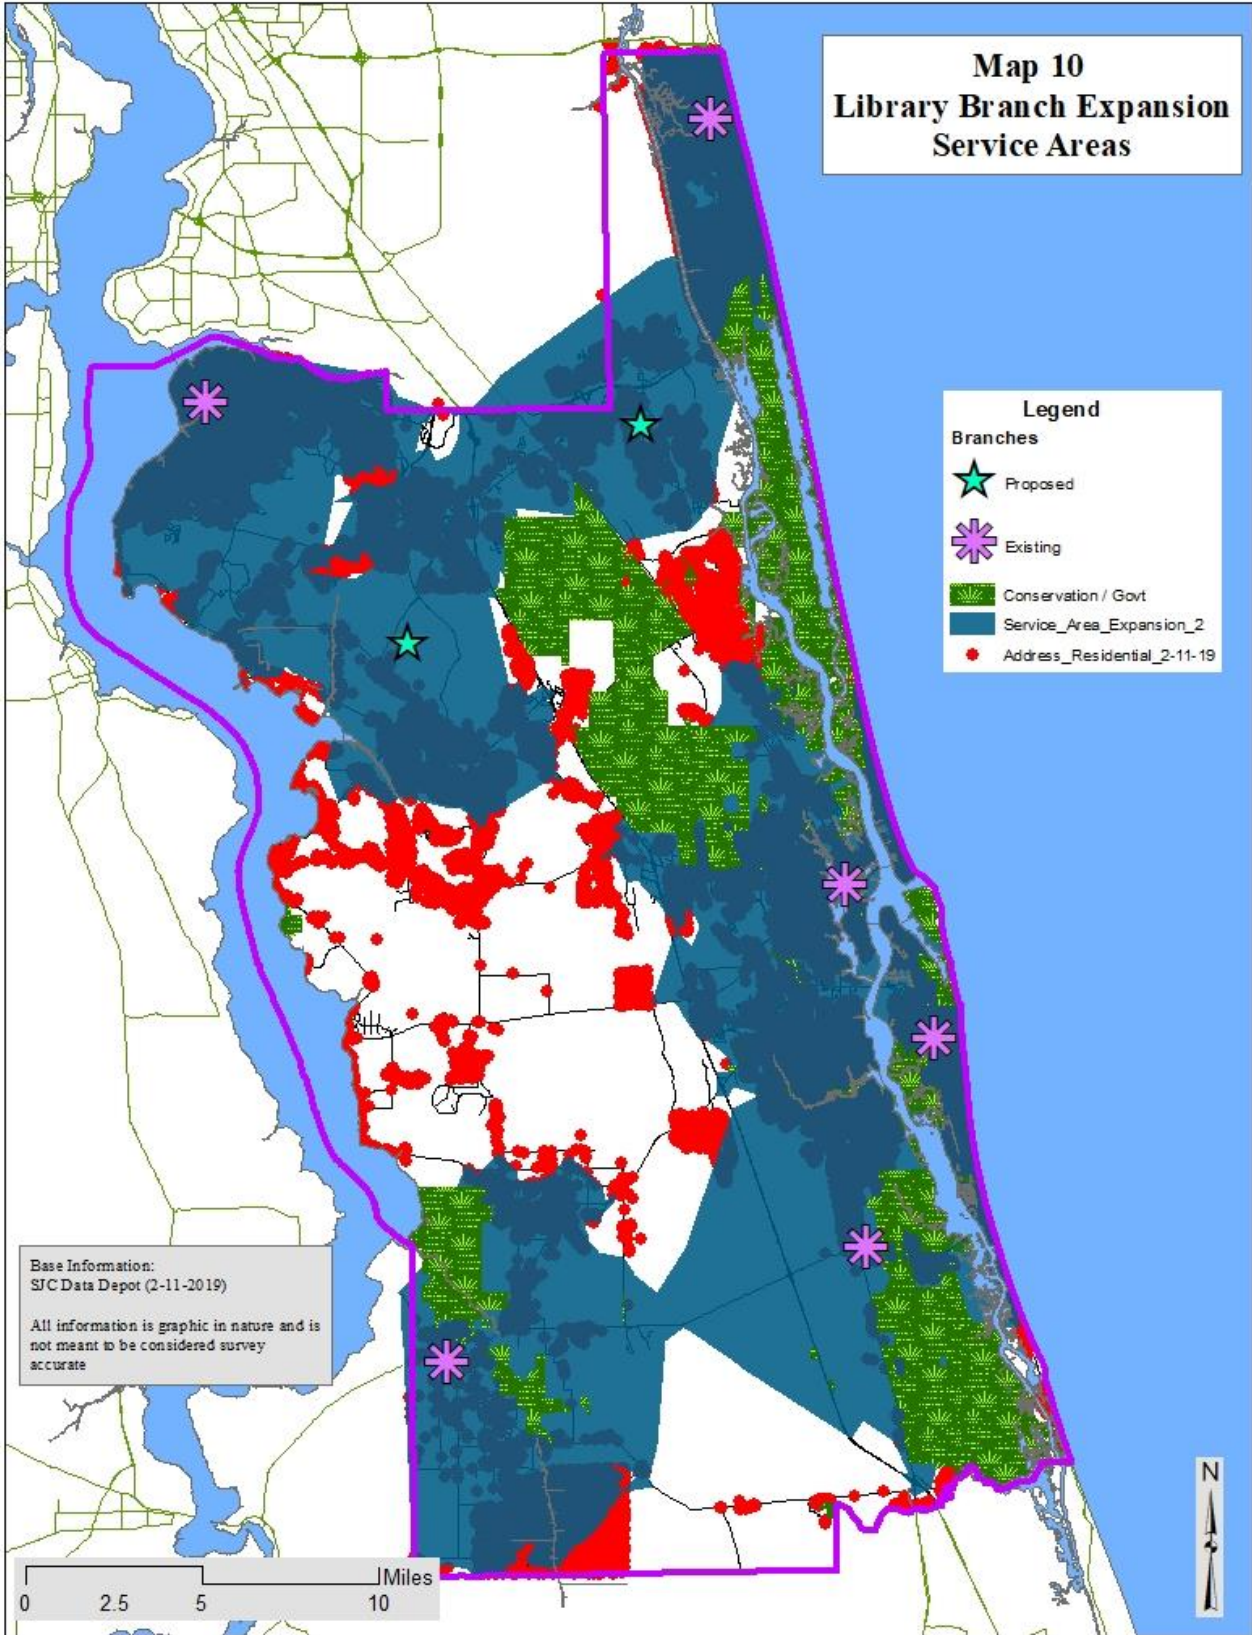 Map 10
Library Branch Expansion
Service Areas
Legend
Branches
Proposed
Existing
Conservation / Govt
Service_Area_Expansion_2
Address_Residential_2-11-19
Base Information:
SJC Data Depot (2-11-2019)
All information is graphic in nature and is
not meant to be considered survey
accurate
Miles
0 2.5 5 10
N